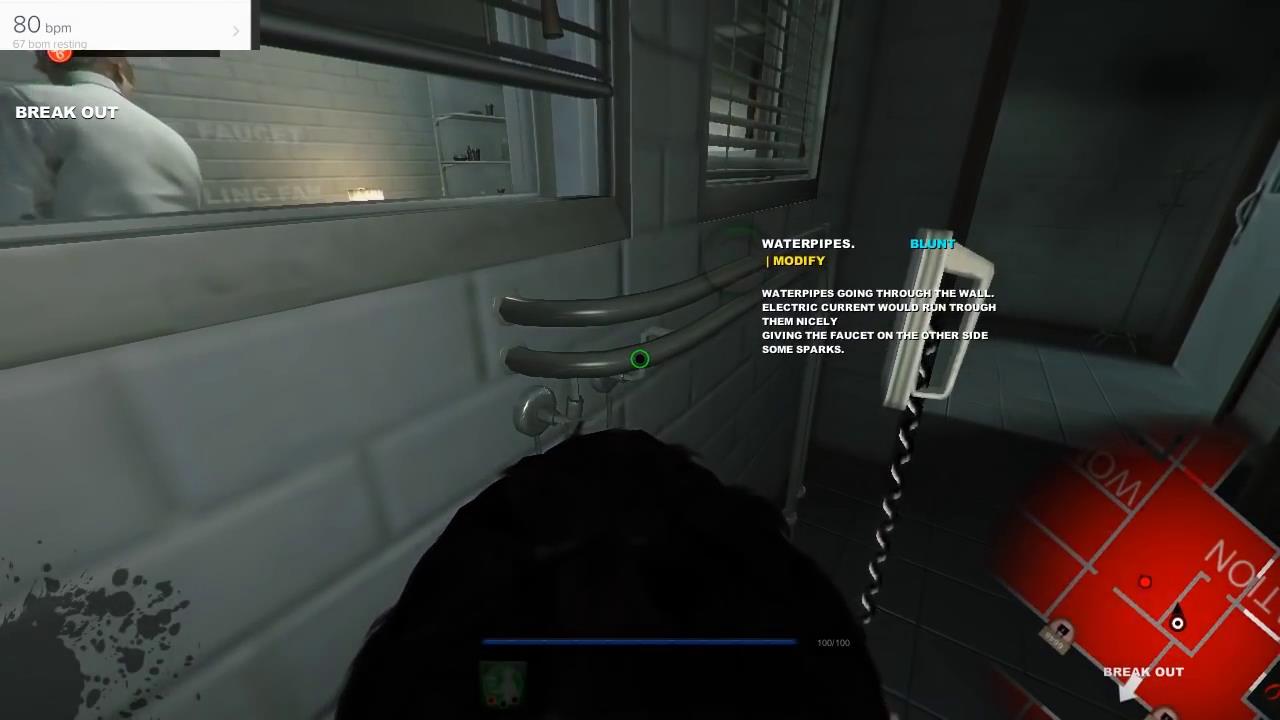 80 bpm
67 bpm resting
BREAK OUT
FAUCET
WATERPIPES. BLUNT
| MODIFY
WATERPIPES GOING THROUGH THE WALL.
ELECTRIC CURRENT WOULD RUN TROUGH
THEM NICELY
GIVING THE FAUCET ON THE OTHER SIDE
SOME SPARKS.
100/100
BREAK OUT